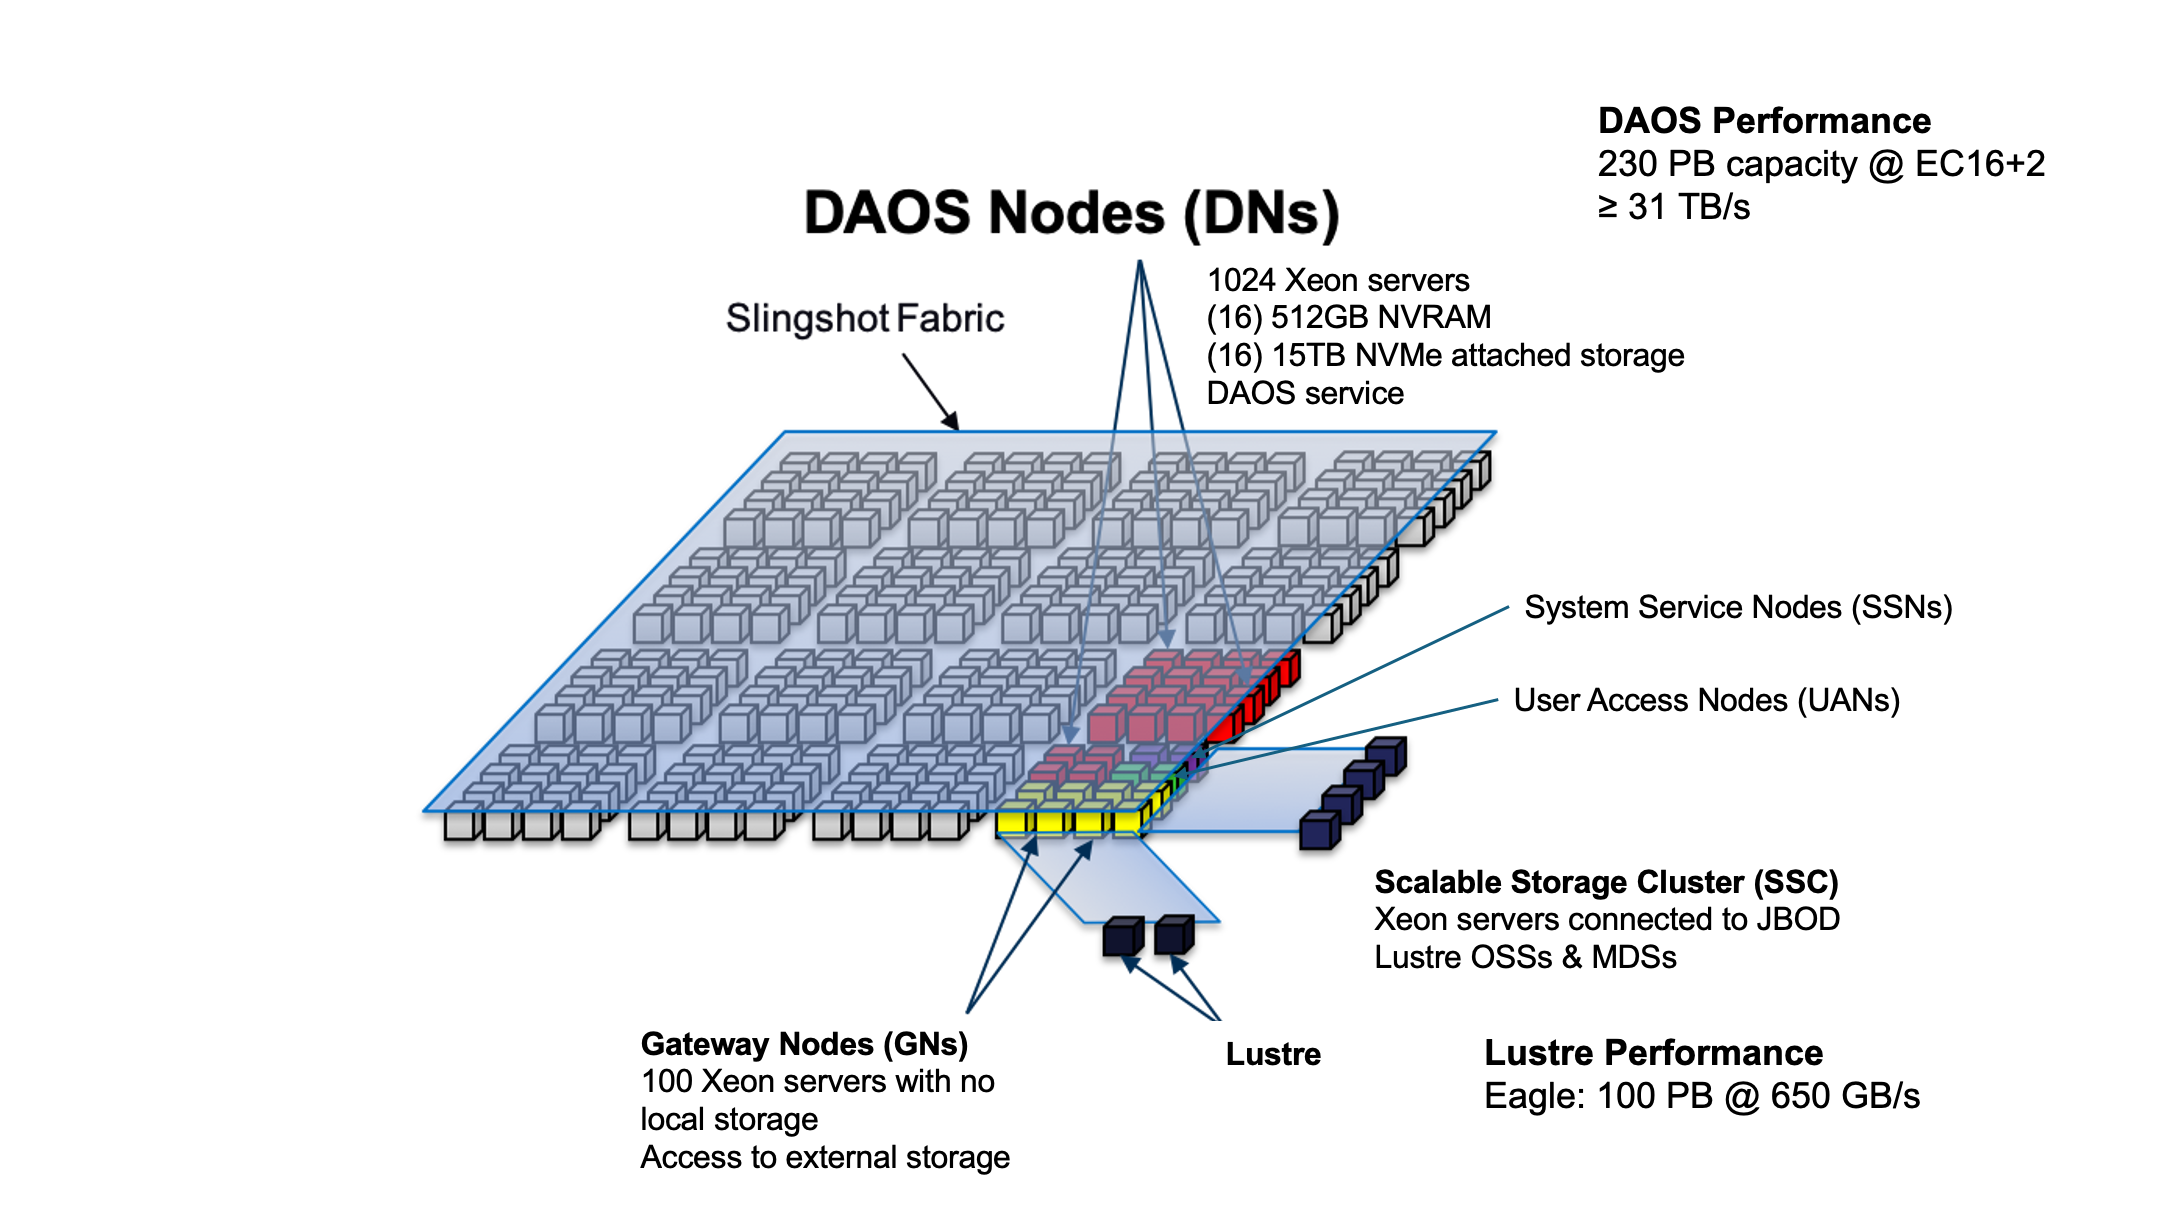 DAOS Performance
230 PB capacity @ EC16+2
≥ 31 TB/s
DAOS Nodes (DNs)
1024 Xeon servers
(16) 512GB NVRAM
(16) 15TB NVMe attached storage
DAOS service
Slingshot Fabric
System Service Nodes (SSNs)
User Access Nodes (UANs)
Scalable Storage Cluster (SSC)
Xeon servers connected to JBOD
Lustre OSSs & MDSs
Gateway Nodes (GNs)
100 Xeon servers with no
local storage
Access to external storage
Lustre
Lustre Performance
Eagle: 100 PB @ 650 GB/s